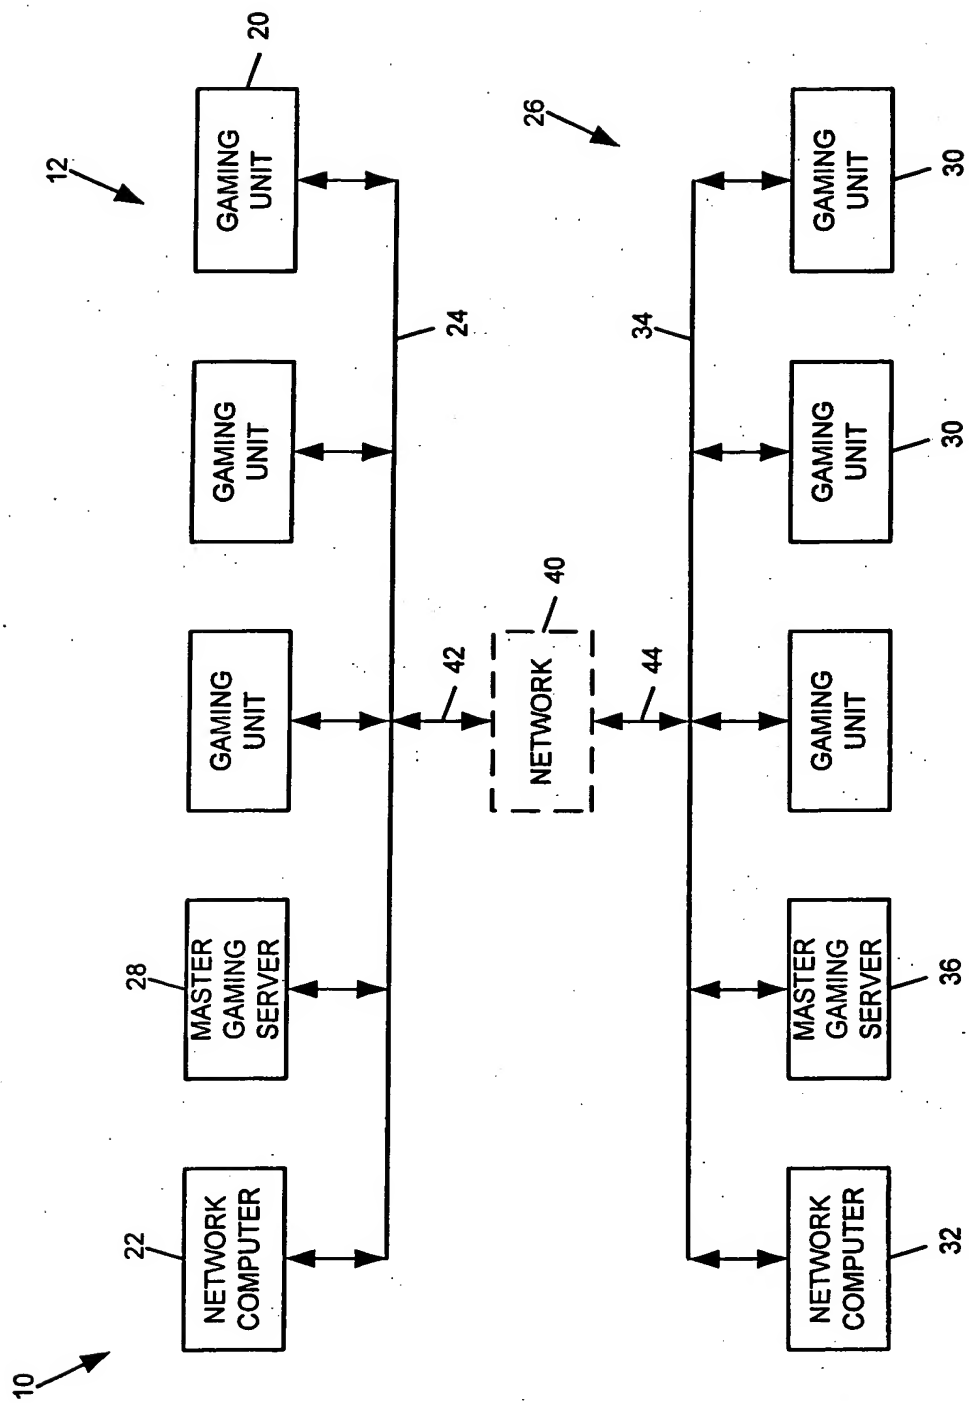 10
12
20
22
28
NETWORK
COMPUTER
MASTER
GAMING
SERVER
GAMING
UNIT
GAMING
UNIT
GAMING
UNIT
24
42
26
40
NETWORK
44
34
NETWORK
COMPUTER
MASTER
GAMING
SERVER
GAMING
UNIT
GAMING
UNIT
GAMING
UNIT
32
36
30
30